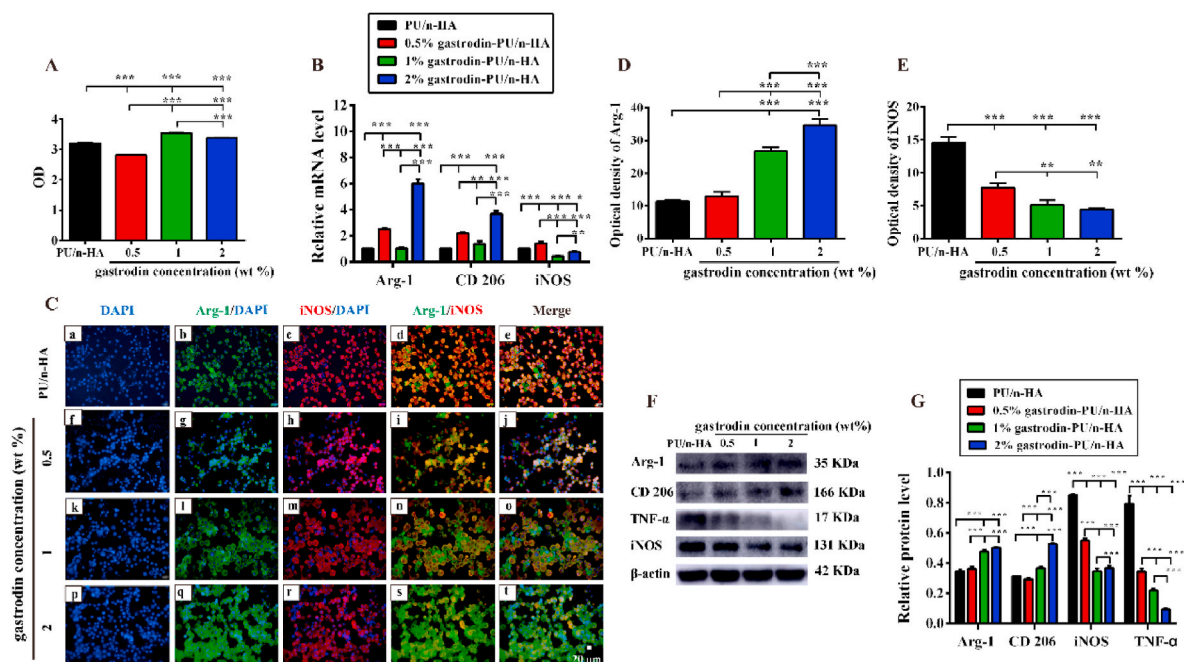 PU/n-HA
0.5% gastrodin-PU/n-HA
1% gastrodin-PU/n-HA
2% gastrodin-PU/n-HA
A
*** *** ***
*** ***
***
OD
4
3
2
1
0
PU/n-HA 0.5 1 2
gastrodin concentration (wt %)
B
Relative mRNA level
12
10
8
6
4
2
0
*** ***
*** ***
***
*** ***
** ***
***
*** *** *
*** ***
**
Arg-1 CD 206 iNOS
D
***
*** ***
*** ***
Optical density of Arg-1
40
30
20
10
0
PU/n-HA 0.5 1 2
gastrodin concentration (wt %)
E
*** *** ***
** **
Optical density of iNOS
20
15
10
5
0
PU/n-HA 0.5 1 2
gastrodin concentration (wt %)
C
DAPI Arg-1/DAPI iNOS/DAPI Arg-1/iNOS Merge
PU/n-HA
a b c d e
gastrodin concentration (wt %)
0.5
f g h i j
1
k l m n o
2
p q r s t
20 μm
F
gastrodin concentration (wt%)
PU/n-HA 0.5 1 2
Arg-1 35 KDa
CD 206 166 KDa
TNF-α 17 KDa
iNOS 131 KDa
β-actin 42 KDa
G
PU/n-HA
0.5% gastrodin-PU/n-HA
1% gastrodin-PU/n-HA
2% gastrodin-PU/n-HA
Relative protein level
1.0
0.8
0.6
0.4
0.2
0.0
*** ***
*** ***
***
*** ***
*** ***
*** *** ***
*** ***
***
*** *** ***
*** ***
***
Arg-1 CD 206 iNOS TNF-α